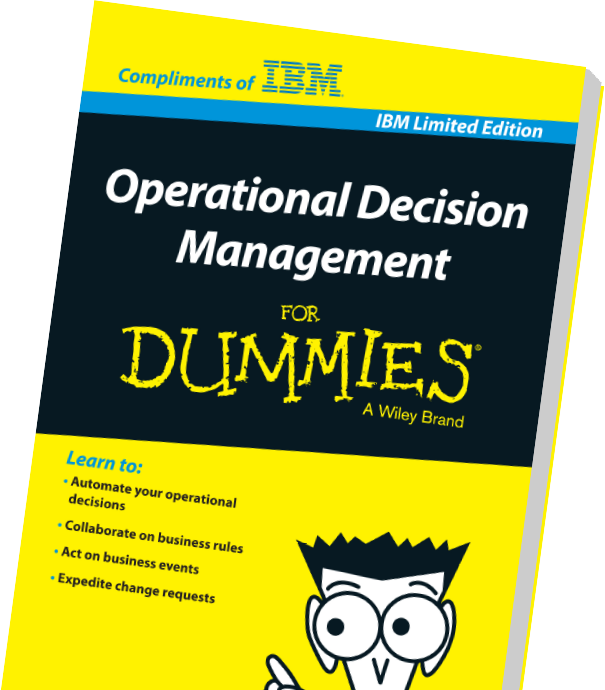 Compliments of IBM
IBM Limited Edition
Operational Decision
Management
FOR
DUMMIES®
A Wiley Brand
Learn to:
• Automate your operational
decisions
• Collaborate on business rules
• Act on business events
• Expedite change requests